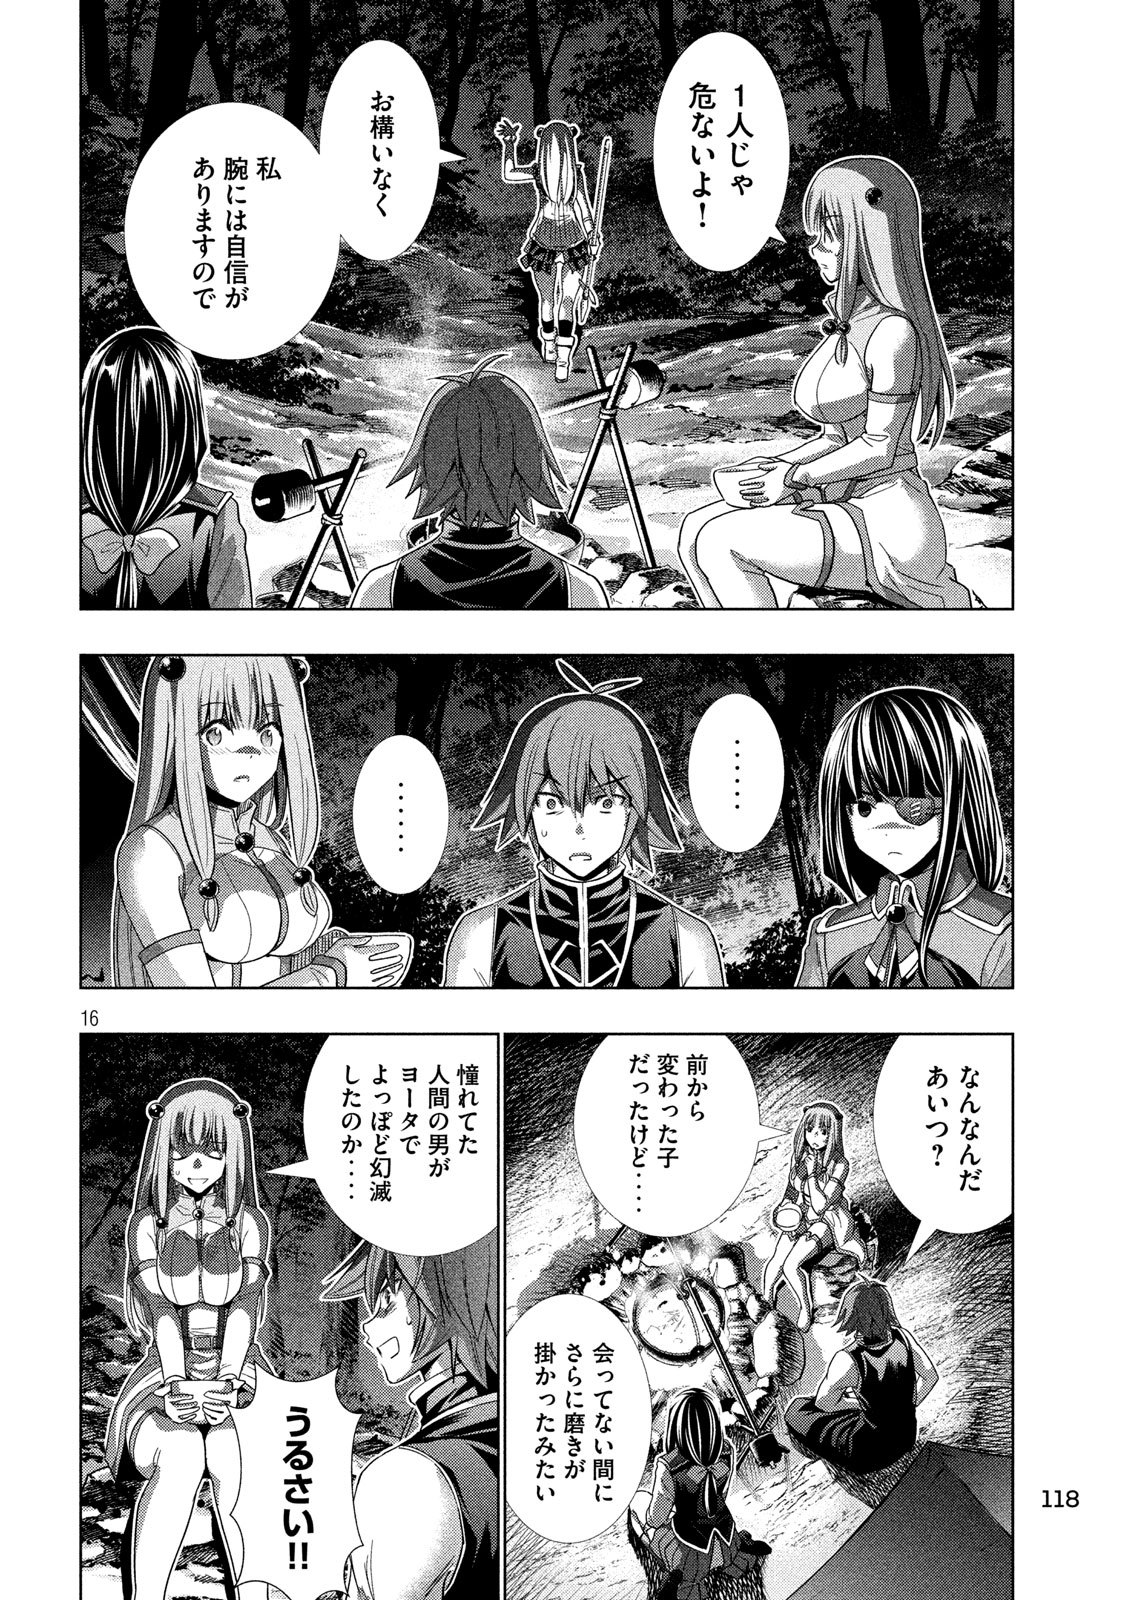 1人じゃ
危ないよ!
お構いなく
私
腕には自信が
ありますので
‥‥‥
‥‥‥
なんなんだ
あいつ?
前から
変わった子
だったけど‥‥
会ってない間に
さらに磨きが
掛かったみたい
憧れてた
人間の男が
ヨータで
よっぽど幻滅
したのか‥‥
うるさい!!
16
118